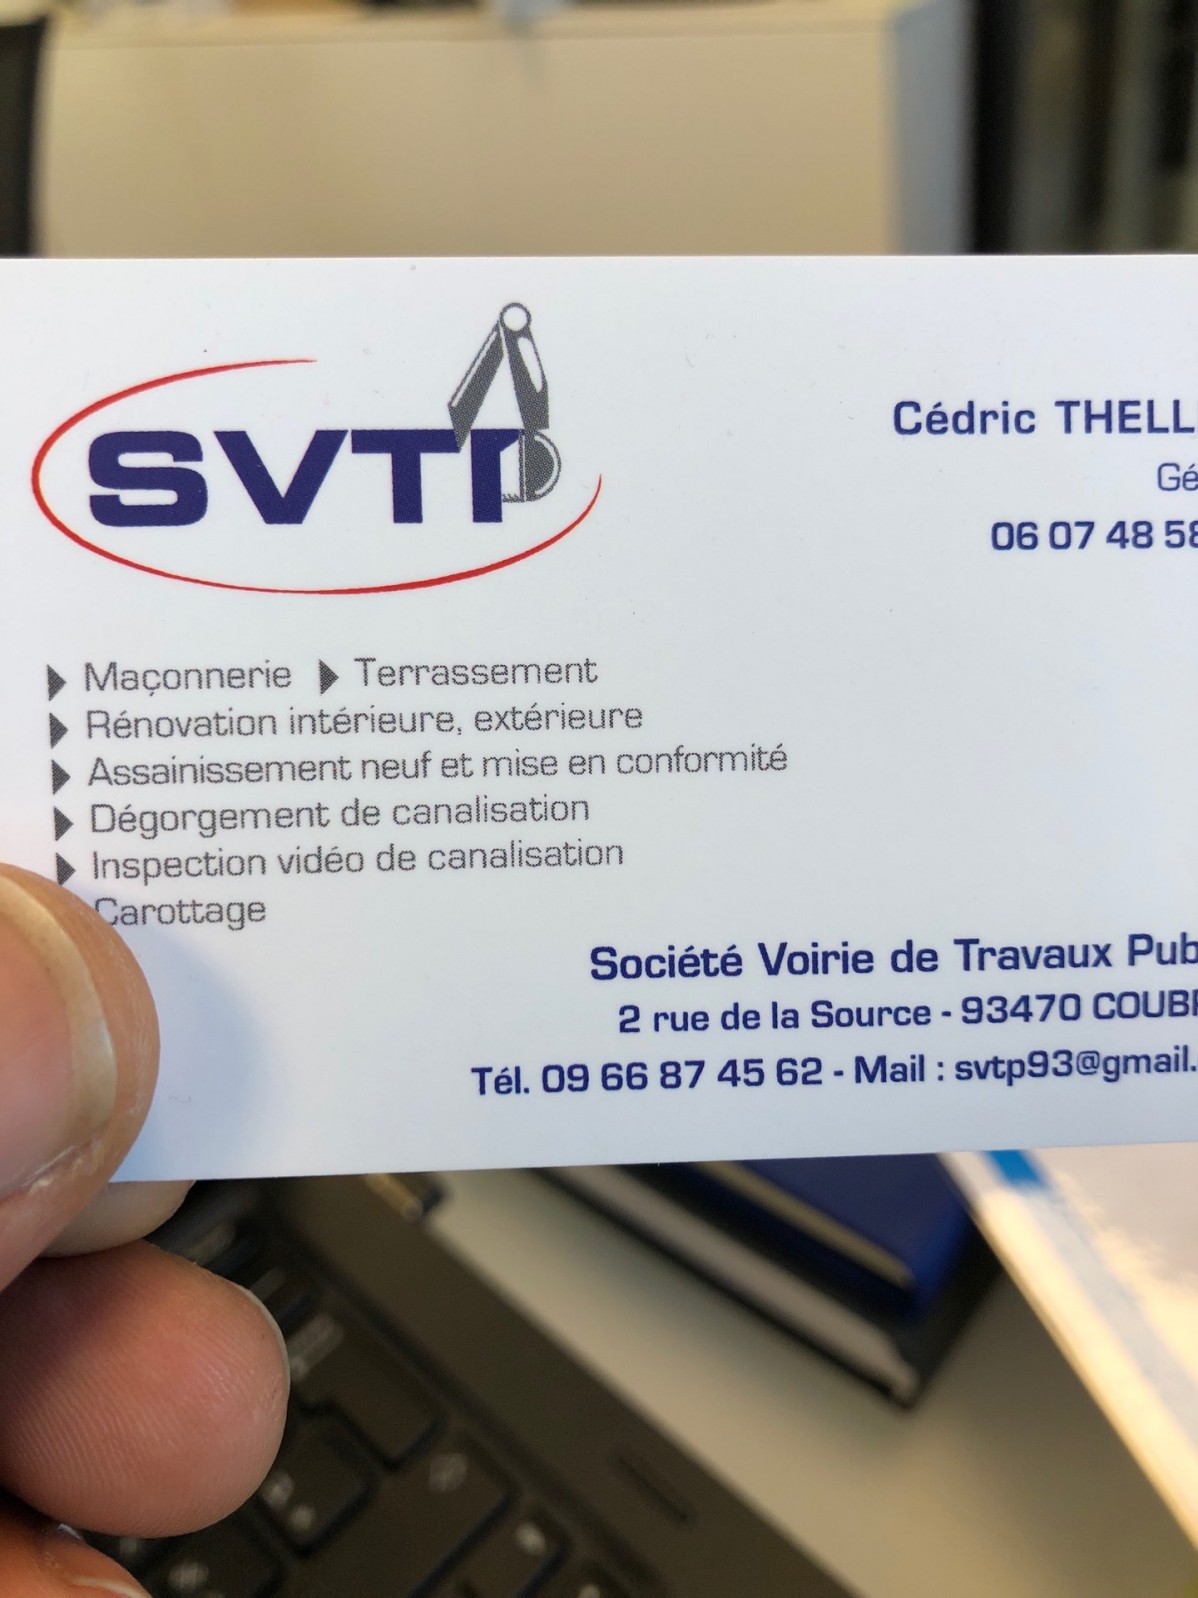 SVTP
Cédric THELL
Gé
06 07 48 58
Maçonnerie Terrassement
Rénovation intérieure, extérieure
Assainissement neuf et mise en conformité
Dégorgement de canalisation
Inspection vidéo de canalisation
Carottage
Société Voirie de Travaux Pub
2 rue de la Source - 93470 COUB
Tél. 09 66 87 45 62 - Mail : svtp93@gmail.